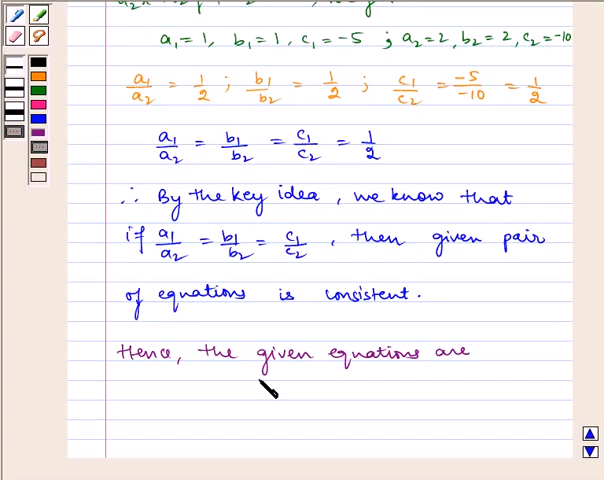 a₁ = 1, b₁ = 1, c₁ = -5 ; a₂ = 2, b₂ = 2, c₂ = -10
a₁/a₂ = 1/2 ; b₁/b₂ = 1/2 ; c₁/c₂ = -5/-10 = 1/2
a₁/a₂ = b₁/b₂ = c₁/c₂ = 1/2
∴ By the key idea, we know that
if a₁/a₂ = b₁/b₂ = c₁/c₂, then given pair
of equations is consistent.
Hence, the given equations are